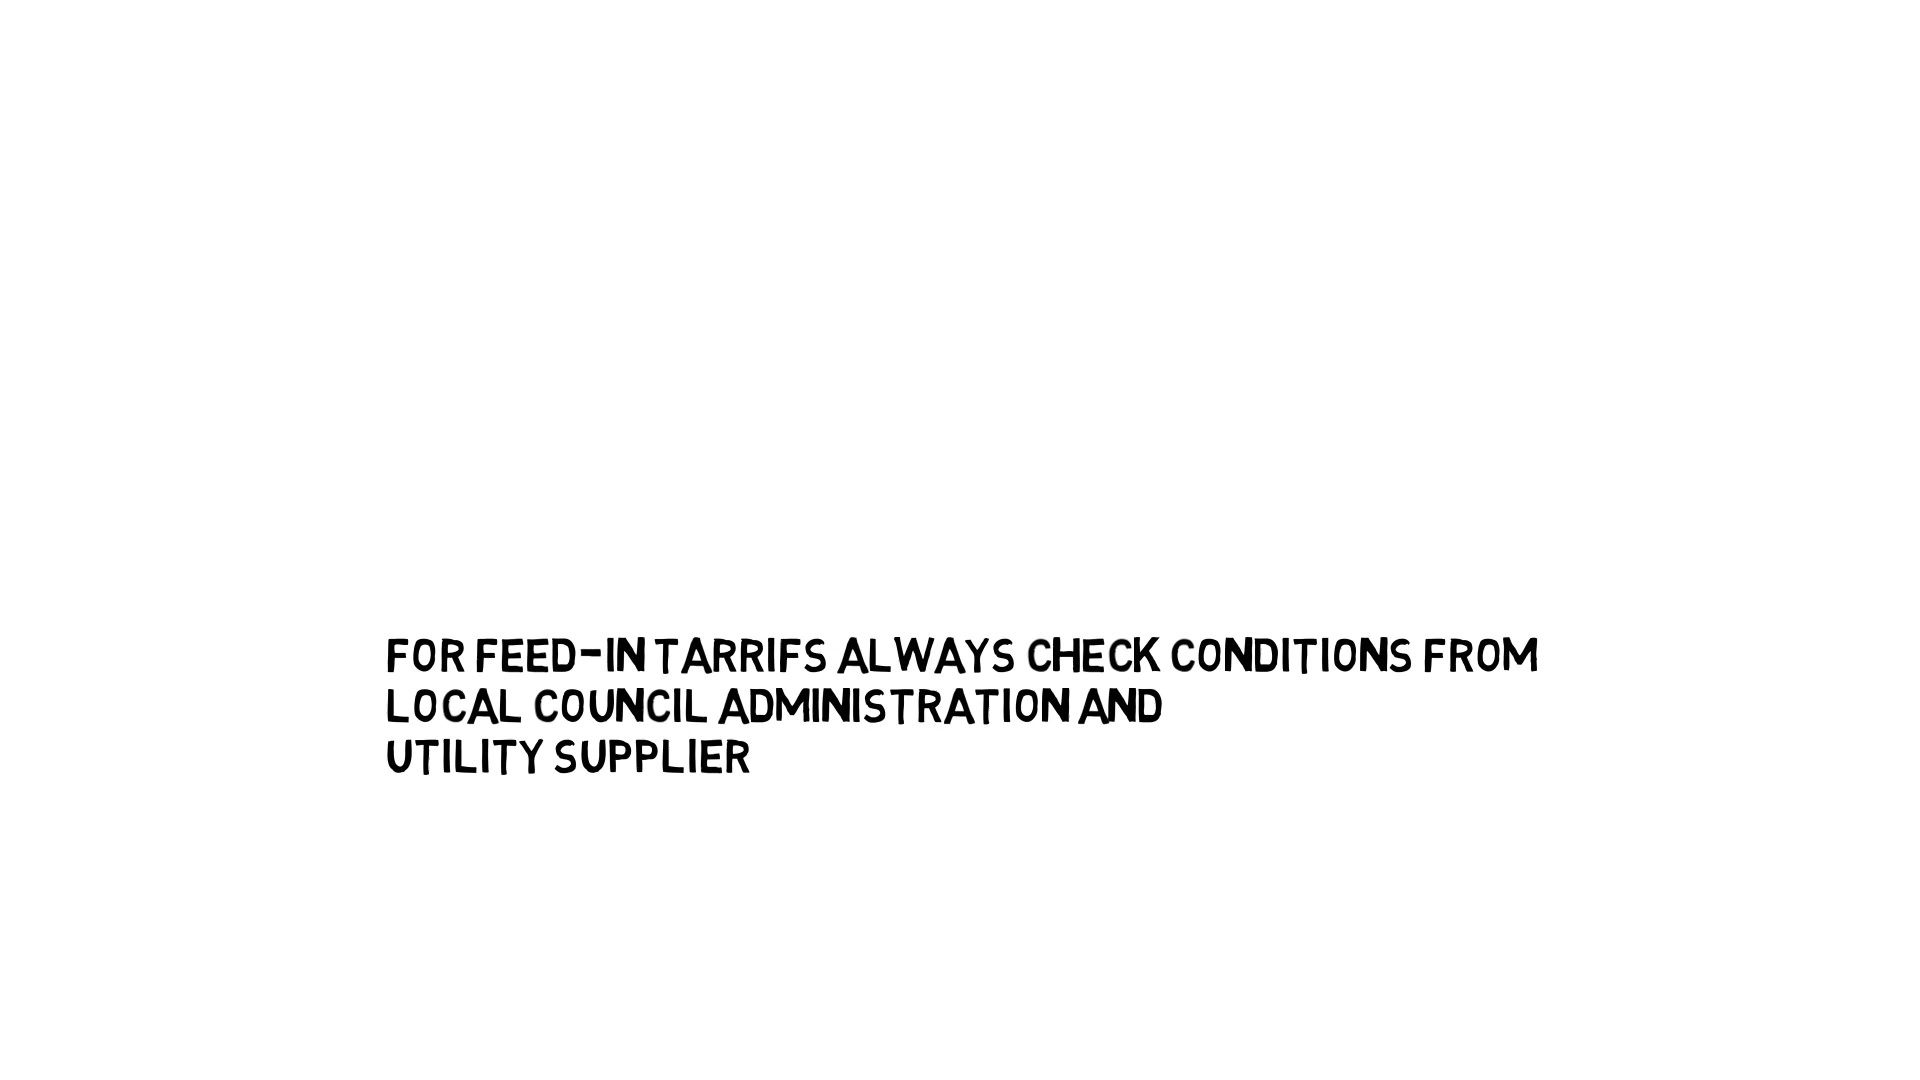 FOR FEED-IN TARRIFS ALWAYS CHECK CONDITIONS FROM
LOCAL COUNCIL ADMINISTRATION AND
UTILITY SUPPLIER